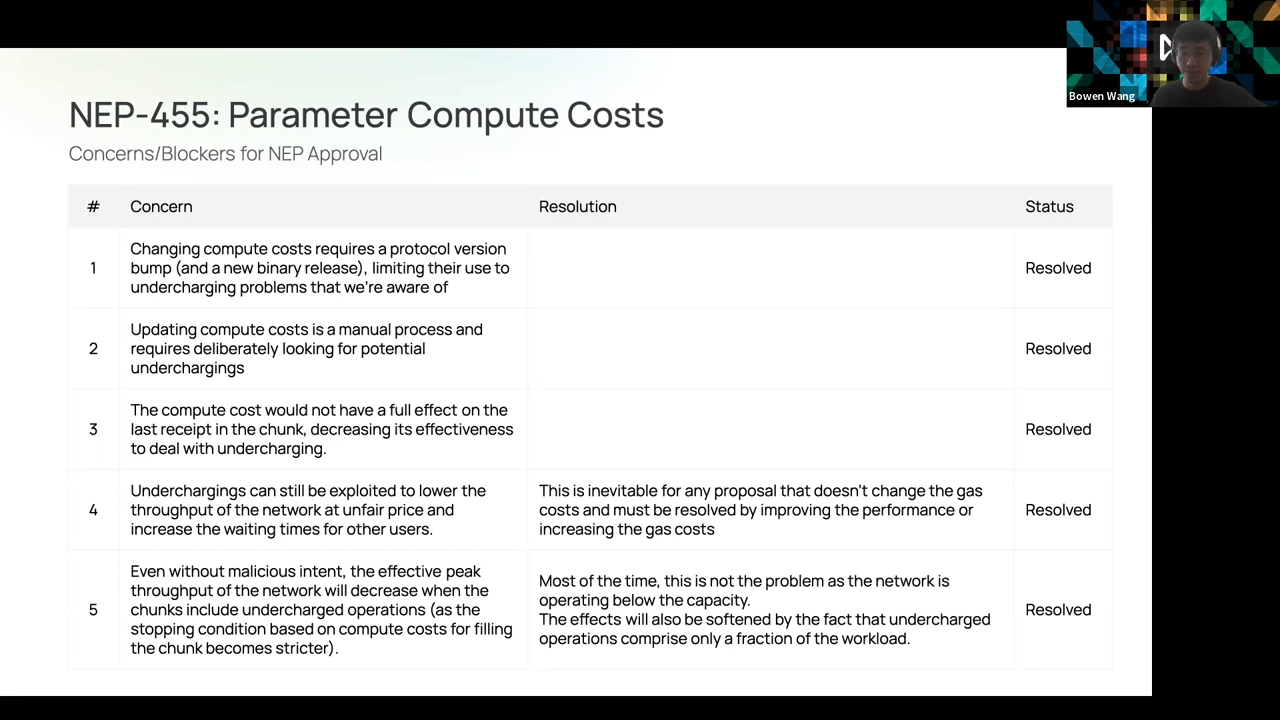 Bowen Wang
NEP-455: Parameter Compute Costs
Concerns/Blockers for NEP Approval
# Concern Resolution Status
1
Changing compute costs requires a protocol version
bump (and a new binary release), limiting their use to
undercharging problems that we're aware of
Resolved
2
Updating compute costs is a manual process and
requires deliberately looking for potential
underchargings
Resolved
3
The compute cost would not have a full effect on the
last receipt in the chunk, decreasing its effectiveness
to deal with undercharging.
Resolved
4
Underchargings can still be exploited to lower the
throughput of the network at unfair price and
increase the waiting times for other users.
This is inevitable for any proposal that doesn't change the gas
costs and must be resolved by improving the performance or
increasing the gas costs
Resolved
5
Even without malicious intent, the effective peak
throughput of the network will decrease when the
chunks include undercharged operations (as the
stopping condition based on compute costs for filling
the chunk becomes stricter).
Most of the time, this is not the problem as the network is
operating below the capacity.
The effects will also be softened by the fact that undercharged
operations comprise only a fraction of the workload.
Resolved